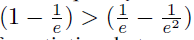 (1 − 1/e) > (1/e − 1/e²)